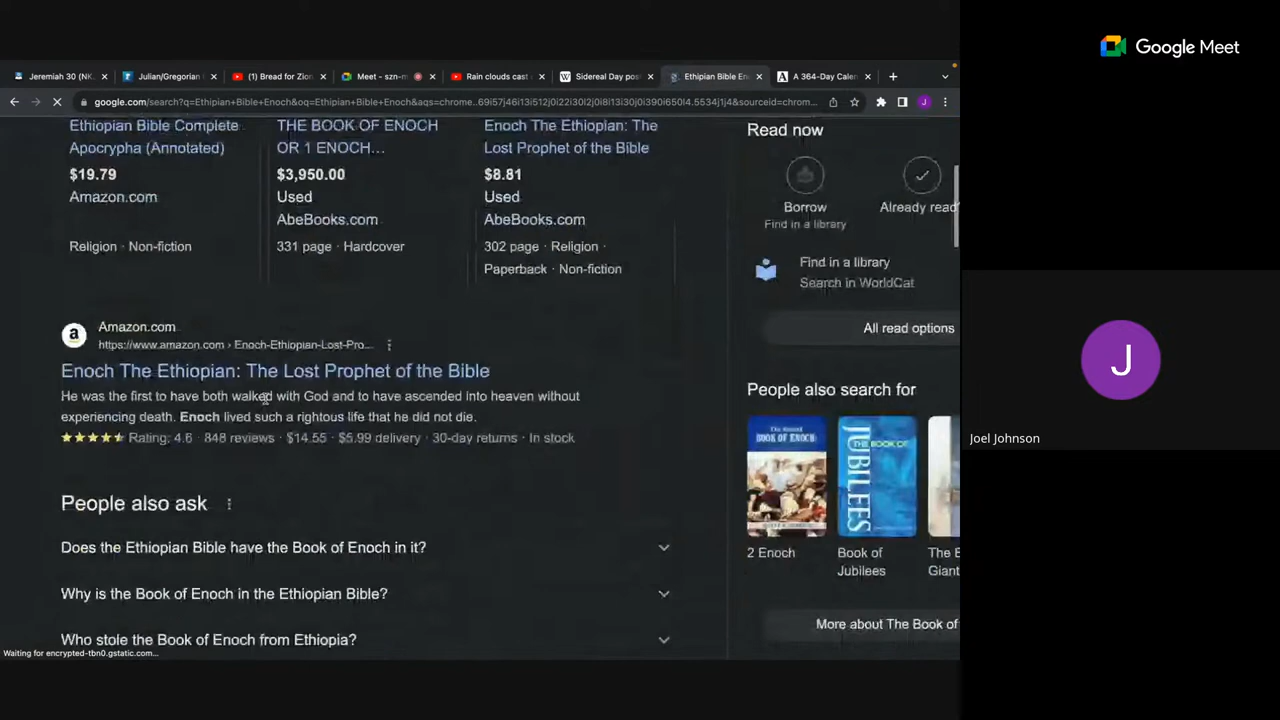 Google Meet
Jeremiah 30 (NK
Julian/Gregorian
(1) Bread for Zion
Meet - szn-m
Rain clouds cast
Sidereal Day pos
Ethipian Bible En
A 364-Day Calen
google.com/search?q=Ethipian+Bible+Enoch&oq=Ethipian+Bible+Enoch&aqs=chrome..69i57j46i13i512j0i22i30l2j0i8i13i30j0i390i650l4.5534j1j4&sourceid=chrom...
J
Ethiopian Bible Complete
Apocrypha (Annotated)
$19.79
Amazon.com
Religion · Non-fiction
THE BOOK OF ENOCH
OR 1 ENOCH...
$3,950.00
Used
AbeBooks.com
331 page · Hardcover
Enoch The Ethiopian: The
Lost Prophet of the Bible
$8.81
Used
AbeBooks.com
302 page · Religion ·
Paperback · Non-fiction
Amazon.com
https://www.amazon.com › Enoch-Ethiopian-Lost-Pro...
Enoch The Ethiopian: The Lost Prophet of the Bible
He was the first to have both walked with God and to have ascended into heaven without
experiencing death. Enoch lived such a rightous life that he did not die.
Rating: 4.6 · 848 reviews · $14.55 · $5.99 delivery · 30-day returns · In stock
People also ask
Does the Ethiopian Bible have the Book of Enoch in it?
Why is the Book of Enoch in the Ethiopian Bible?
Who stole the Book of Enoch from Ethiopia?
Waiting for encrypted-tbn0.gstatic.com...
Read now
Borrow
Find in a library
Already read?
Find in a library
Search in WorldCat
All read options
People also search for
BOOK OF ENOCH
THE BOOK OF
JUBILEES
2 Enoch
Book of
Jubilees
The B
Giant
More about The Book of
J
Joel Johnson